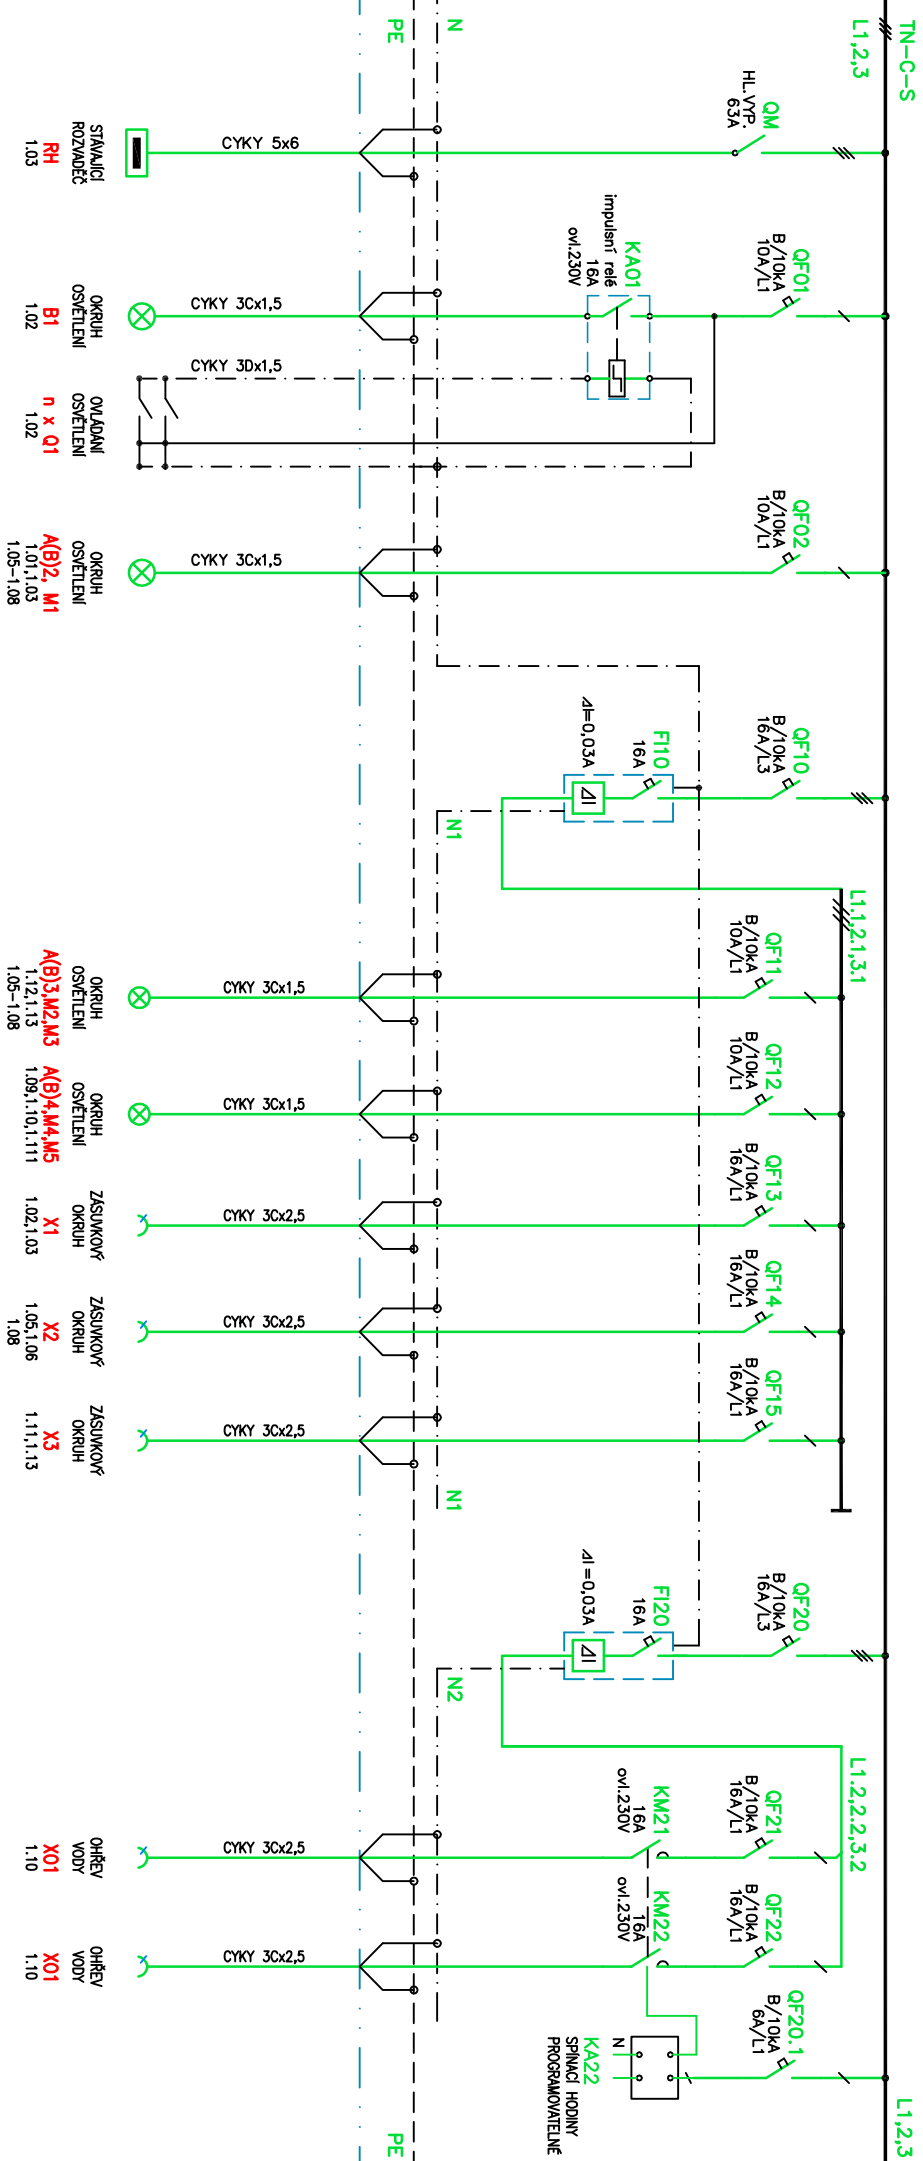 TN-C-S
L1,2,3
L1,2,3
N
PE
QM
HL.VYP.
63A
CYKY 5x6
STÁVAJÍCÍ
ROZVADĚČ
RH
1.03
QF01
B/10kA
10A/L1
KA01
impulsní relé
16A
ovl.230V
CYKY 3Cx1,5
OKRUH
OSVĚTLENÍ
B1
1.02
CYKY 3Dx1,5
OVLÁDÁNÍ
OSVĚTLENÍ
n x Q1
1.02
QF02
B/10kA
10A/L1
CYKY 3Cx1,5
OKRUH
OSVĚTLENÍ
A(B)2, M1
1.01,1.03
1.05-1.08
QF10
B/10kA
16A/L3
FI10
16A
ΔI=0,03A
ΔI
N1
L1.1,2.1,3.1
QF11
B/10kA
10A/L1
CYKY 3Cx1,5
OKRUH
OSVĚTLENÍ
A(B)3,M2,M3
1.12,1.13
1.05-1.08
QF12
B/10kA
10A/L1
CYKY 3Cx1,5
OKRUH
OSVĚTLENÍ
A(B)4,M4,M5
1.09,1.10,1.111
QF13
B/10kA
16A/L1
CYKY 3Cx2,5
ZÁSUVKOVÝ
OKRUH
X1
1.02,1.03
QF14
B/10kA
16A/L1
CYKY 3Cx2,5
ZÁSUVKOVÝ
OKRUH
X2
1.05,1.06
1.08
QF15
B/10kA
16A/L1
CYKY 3Cx2,5
ZÁSUVKOVÝ
OKRUH
X3
1.11,1.13
N1
QF20
B/10kA
16A/L3
FI20
16A
ΔI=0,03A
ΔI
N2
L1.2,2.2,3.2
QF21
B/10kA
16A/L1
KM21
16A
ovl.230V
CYKY 3Cx2,5
OHŘEV
VODY
X01
1.10
QF22
B/10kA
16A/L1
KM22
16A
ovl.230V
CYKY 3Cx2,5
OHŘEV
VODY
X01
1.10
QF20.1
B/10kA
6A/L1
N
KA22
SPÍNACÍ HODINY
PROGRAMOVATELNÉ
PE